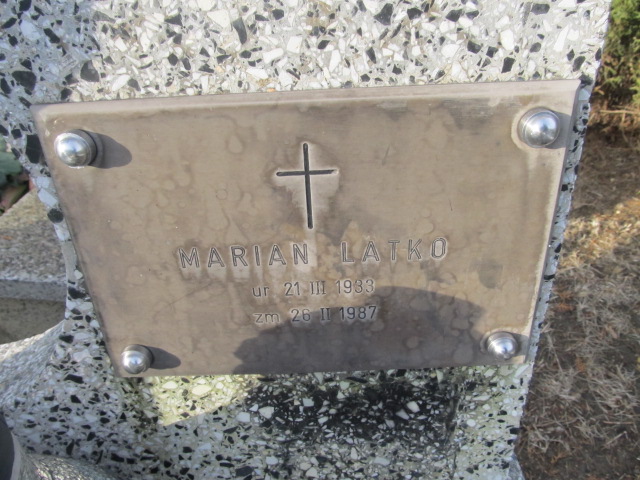 MARIAN LATKO
ur 21 III 1933
zm 26 II 1987